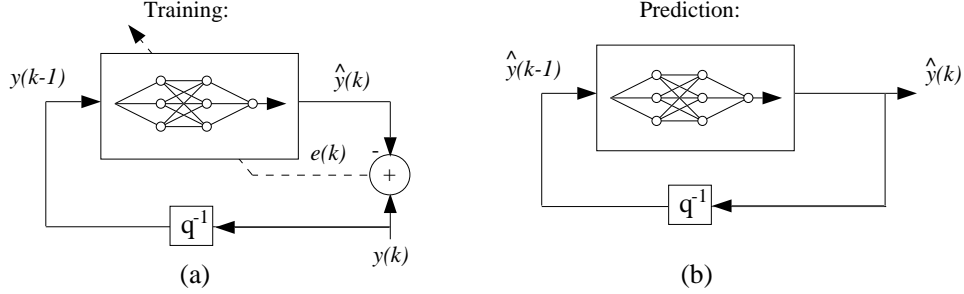 Training:
y(k-1)
ŷ(k)
e(k)
-
+
q⁻¹
y(k)
(a)
Prediction:
ŷ(k-1)
ŷ(k)
q⁻¹
(b)